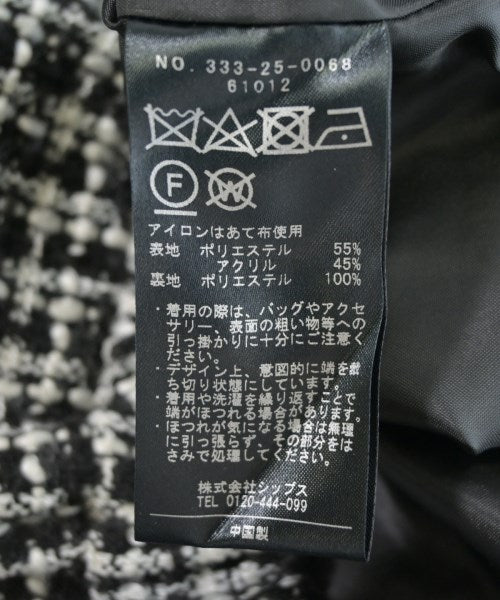 NO. 333-25-0068
61012
F
W
アイロンはあて布使用
表地 ポリエステル 55%
アクリル 45%
裏地 ポリエステル 100%
・着用の際は、バッグやアクセ
サリー、表面の粗い物等への
引っ掛かりに十分にご注意く
ださい。
・デザイン上、意図的に端を裁
ち切り状態にしています。
・着用や洗濯を繰り返すことで
端がほつれる場合があります。
・ほつれが気になる場合は無理
に引っ張らず、その部分をは
さみで処理してください。
株式会社シップス
TEL 0120-444-099
中国製